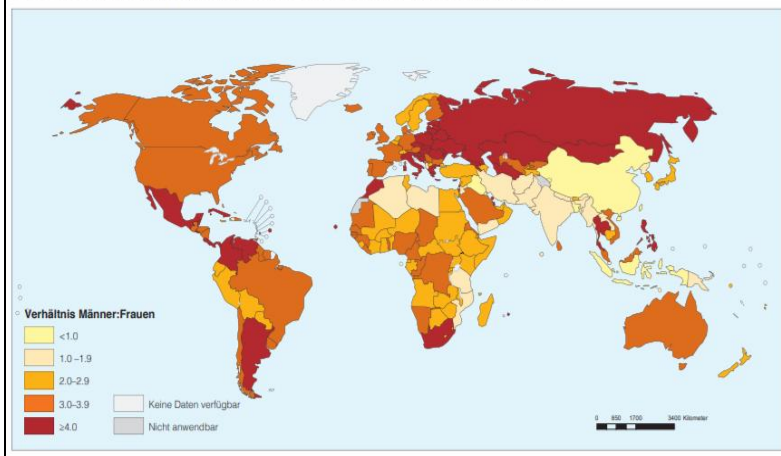 Verhältnis Männer:Frauen
<1.0
1.0 –1.9
2.0–2.9
3.0–3.9
≥4.0
Keine Daten verfügbar
Nicht anwendbar
0 850 1700 3400 Kilometer